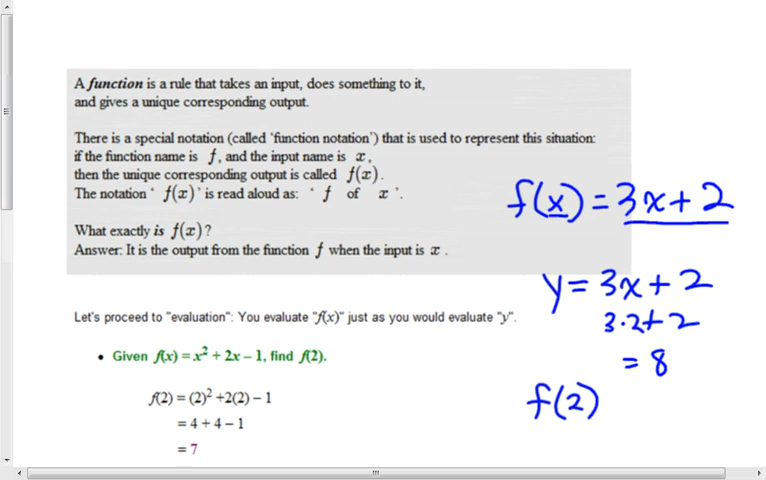 A function is a rule that takes an input, does something to it,
and gives a unique corresponding output.
There is a special notation (called ‘function notation’) that is used to represent this situation:
if the function name is f, and the input name is x,
then the unique corresponding output is called f(x).
The notation ‘ f(x) ’ is read aloud as: ‘ f of x ’.
What exactly is f(x)?
Answer: It is the output from the function f when the input is x .
f(x) = 3x + 2
y = 3x + 2
3·2 + 2
= 8
f(2)
Let's proceed to "evaluation": You evaluate "f(x)" just as you would evaluate "y".
• Given f(x) = x² + 2x – 1, find f(2).
f(2) = (2)² +2(2) – 1
= 4 + 4 – 1
= 7